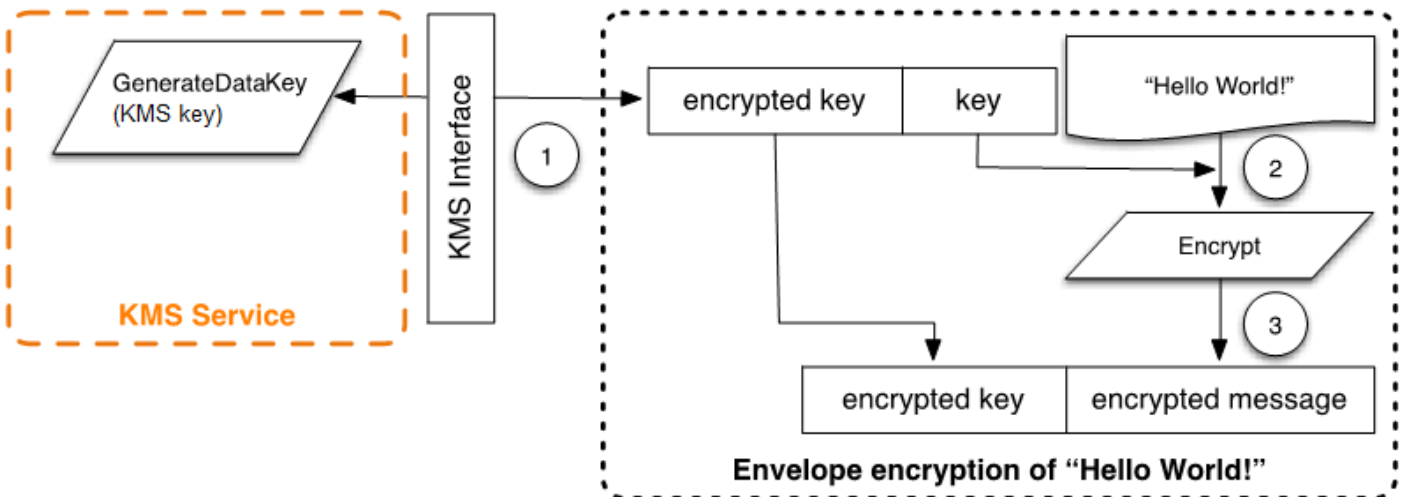 GenerateDataKey
(KMS key)
KMS Service
KMS Interface
1
encrypted key
key
“Hello World!”
2
Encrypt
3
encrypted key
encrypted message
Envelope encryption of “Hello World!”